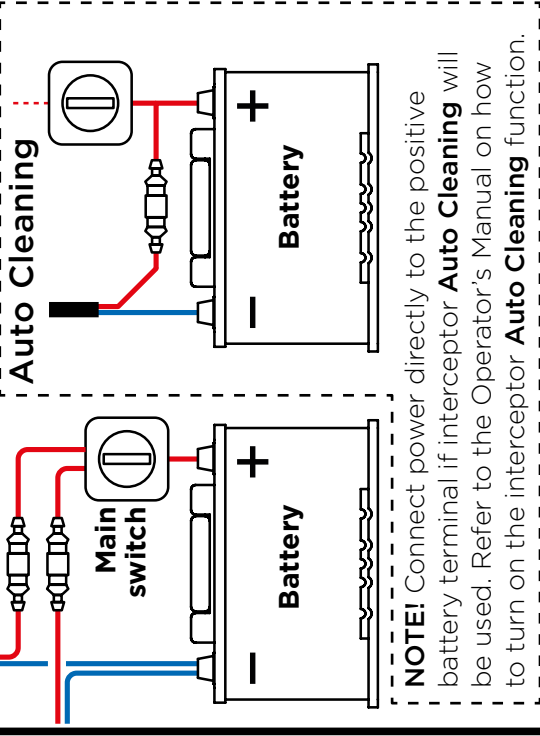 Auto Cleaning
+
Battery
−
Main
switch
+
Battery
−
NOTE! Connect power directly to the positive
battery terminal if interceptor Auto Cleaning will
be used. Refer to the Operator’s Manual on how
to turn on the interceptor Auto Cleaning function.